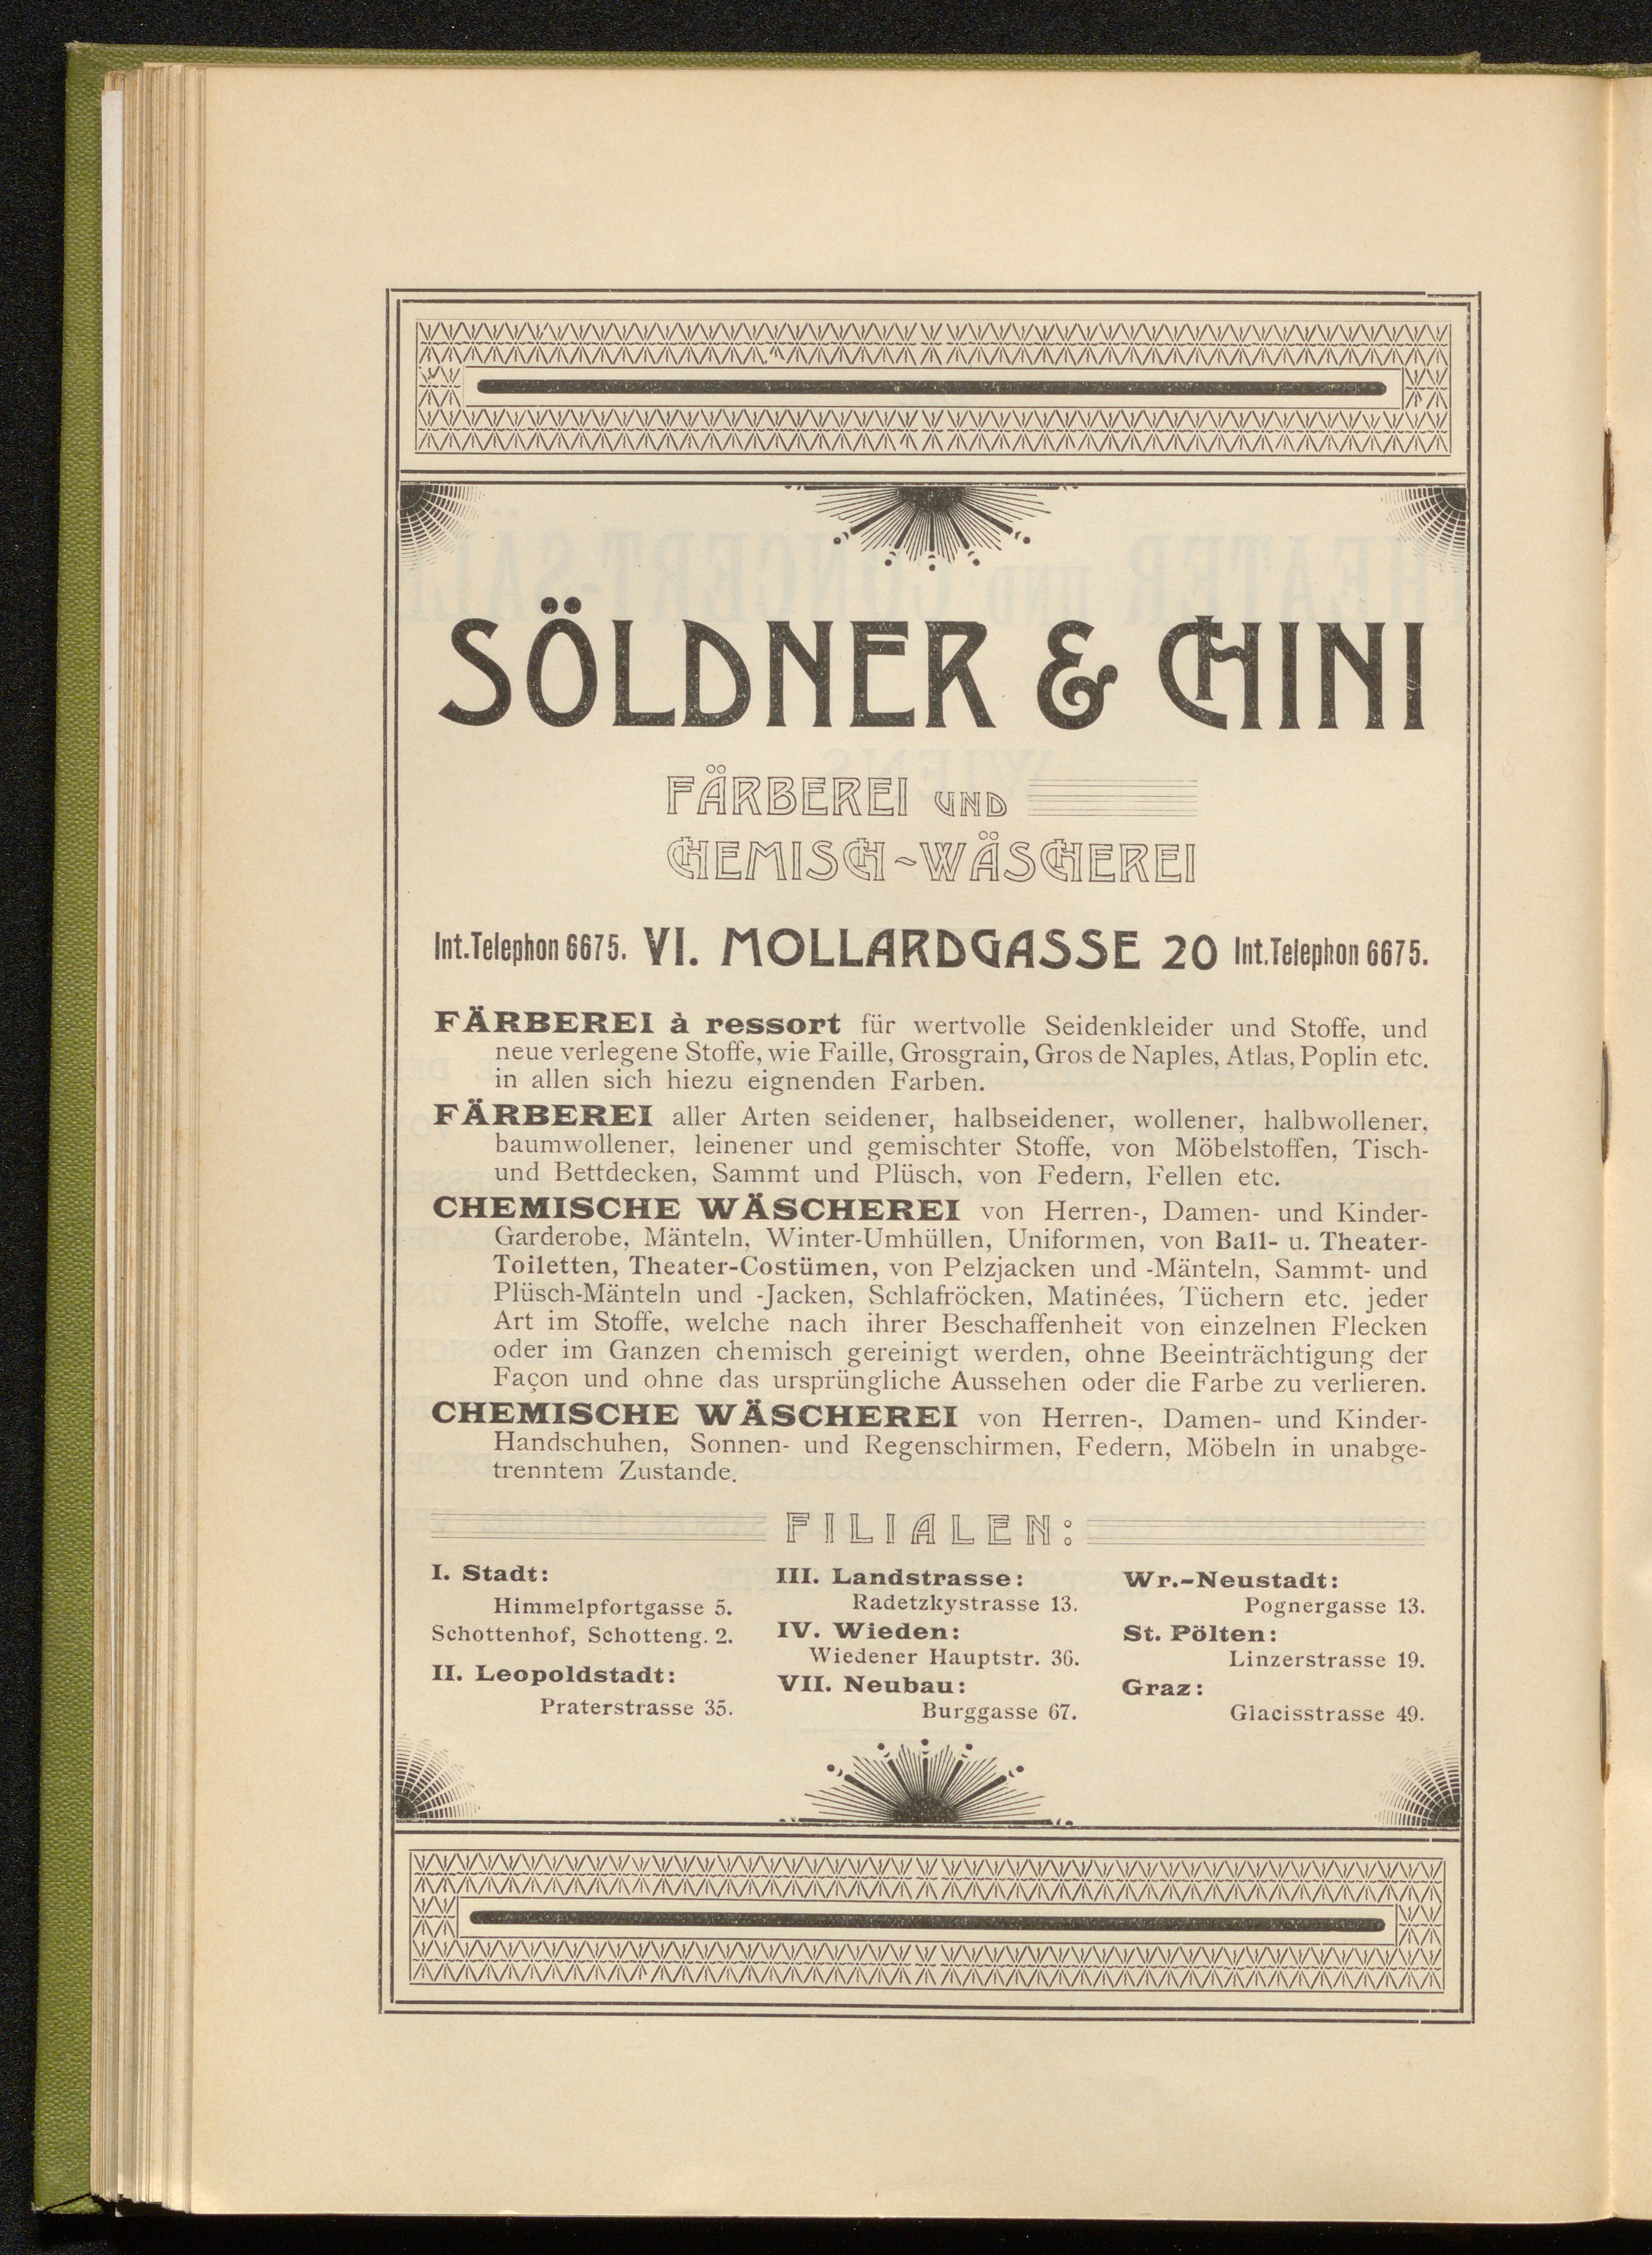 SÖLDNER & CHINI
FÄRBEREI UND
CHEMISCH-WÄSCHEREI
Int. Telephon 6675. VI. MOLLARDGASSE 20 Int. Telephon 6675.
FÄRBEREI à ressort für wertvolle Seidenkleider und Stoffe, und
neue verlegene Stoffe, wie Faille, Grosgrain, Gros de Naples, Atlas, Poplin etc.
in allen sich hiezu eignenden Farben.
FÄRBEREI aller Arten seidener, halbseidener, wollener, halbwollener,
baumwollener, leinener und gemischter Stoffe, von Möbelstoffen, Tisch-
und Bettdecken, Sammt und Plüsch, von Federn, Fellen etc.
CHEMISCHE WÄSCHEREI von Herren-, Damen- und Kinder-
Garderobe, Mänteln, Winter-Umhüllen, Uniformen, von Ball- u. Theater-
Toiletten, Theater-Costümen, von Pelzjacken und -Mänteln, Sammt- und
Plüsch-Mänteln und -Jacken, Schlafröcken, Matinées, Tüchern etc. jeder
Art im Stoffe, welche nach ihrer Beschaffenheit von einzelnen Flecken
oder im Ganzen chemisch gereinigt werden, ohne Beeinträchtigung der
Façon und ohne das ursprüngliche Aussehen oder die Farbe zu verlieren.
CHEMISCHE WÄSCHEREI von Herren-, Damen- und Kinder-
Handschuhen, Sonnen- und Regenschirmen, Federn, Möbeln in unabge-
trenntem Zustande.
FILIALEN:
I. Stadt:
Himmelpfortgasse 5.
Schottenhof, Schotteng. 2.
II. Leopoldstadt:
Praterstrasse 35.
III. Landstrasse:
Radetzkystrasse 13.
IV. Wieden:
Wiedener Hauptstr. 36.
VII. Neubau:
Burggasse 67.
Wr.-Neustadt:
Pognergasse 13.
St. Pölten:
Linzerstrasse 19.
Graz:
Glacisstrasse 49.